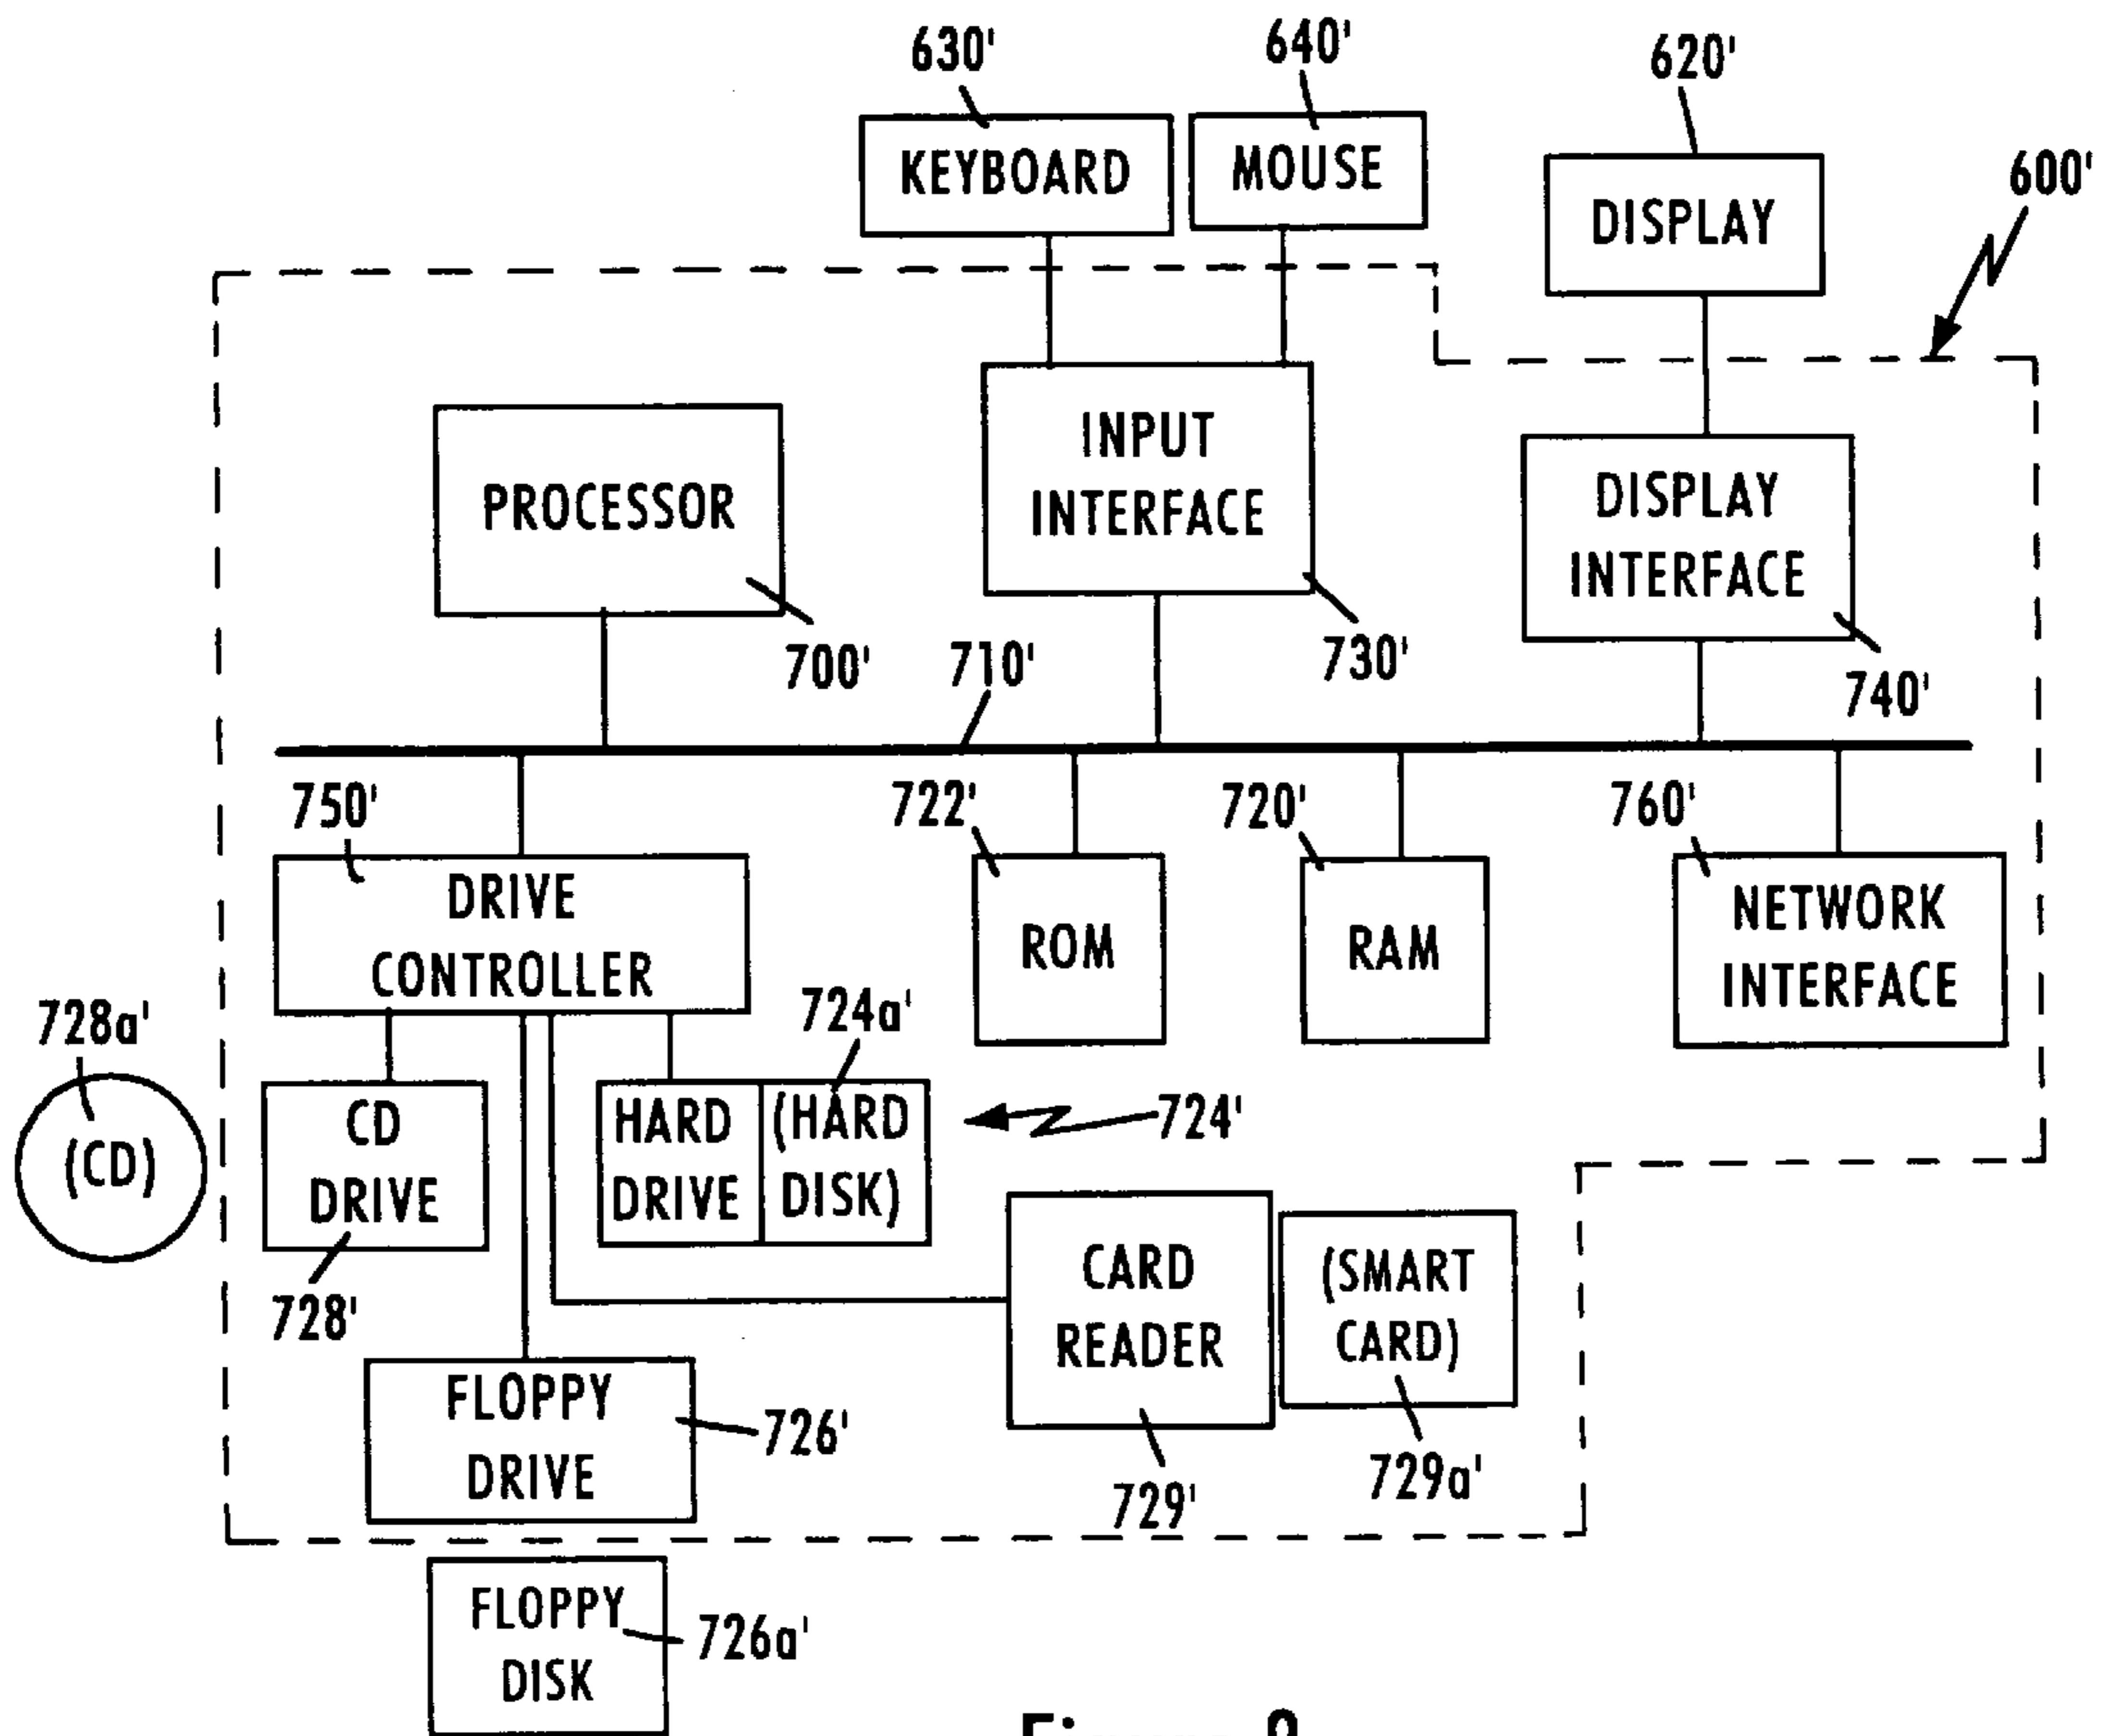 630'
640'
620'
600'
KEYBOARD
MOUSE
DISPLAY
PROCESSOR
700'
INPUT
INTERFACE
730'
DISPLAY
INTERFACE
740'
710'
750'
722'
720'
760'
DRIVE
CONTROLLER
ROM
RAM
NETWORK
INTERFACE
728a'
(CD)
724a'
CD
DRIVE
728'
HARD
DRIVE
(HARD
DISK)
724'
CARD
READER
729'
(SMART
CARD)
729a'
FLOPPY
DRIVE
726'
FLOPPY
DISK
726a'